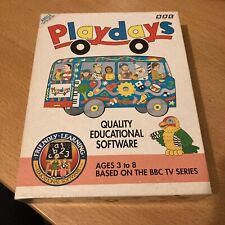 BBC
Playdays
QUALITY
EDUCATIONAL
SOFTWARE
FRIENDLY-LEARNING
AGES 3 to 8
BASED ON THE BBC TV SERIES